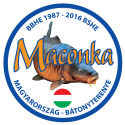 BBHE 1987 - 2016 BSHE
Maconka
MAGYARORSZÁG - BÁTONYTERENYE